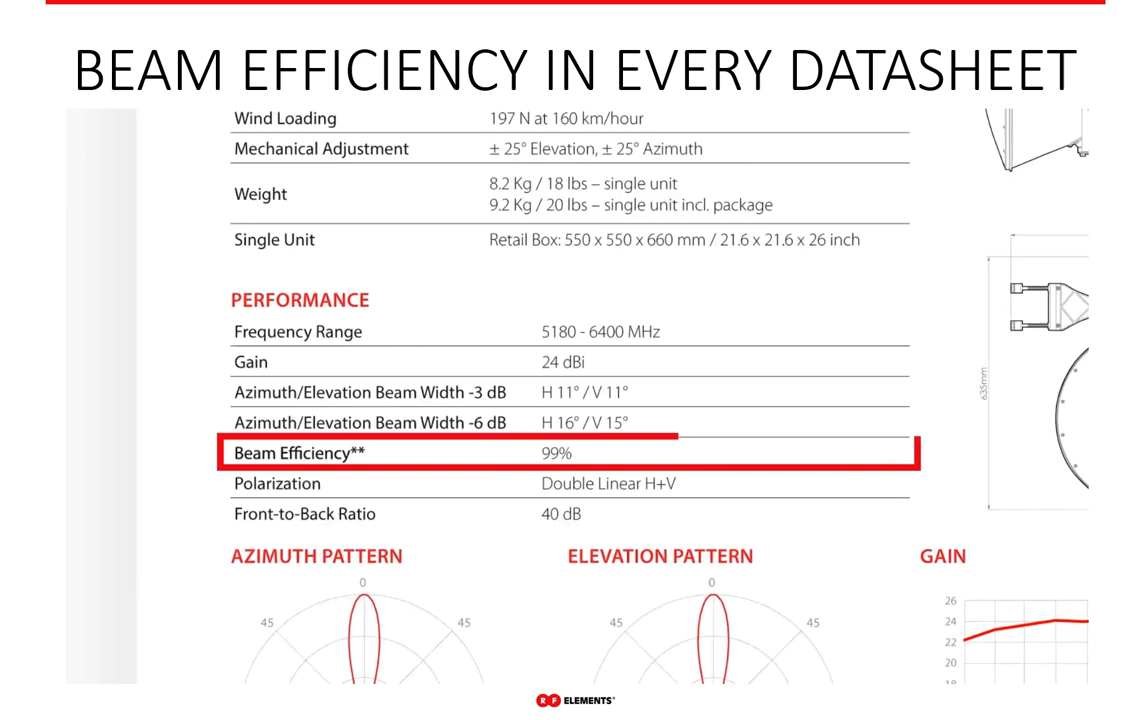 BEAM EFFICIENCY IN EVERY DATASHEET
Wind Loading 197 N at 160 km/hour
Mechanical Adjustment ± 25° Elevation, ± 25° Azimuth
Weight 8.2 Kg / 18 lbs – single unit
9.2 Kg / 20 lbs – single unit incl. package
Single Unit Retail Box: 550 x 550 x 660 mm / 21.6 x 21.6 x 26 inch
PERFORMANCE
Frequency Range 5180 - 6400 MHz
Gain 24 dBi
Azimuth/Elevation Beam Width -3 dB H 11° / V 11°
635mm
Azimuth/Elevation Beam Width -6 dB H 16° / V 15°
Beam Efficiency** 99%
Polarization Double Linear H+V
Front-to-Back Ratio 40 dB
AZIMUTH PATTERN ELEVATION PATTERN GAIN
0 0
45 45 45 45
26
24
22
20
18
RF ELEMENTS